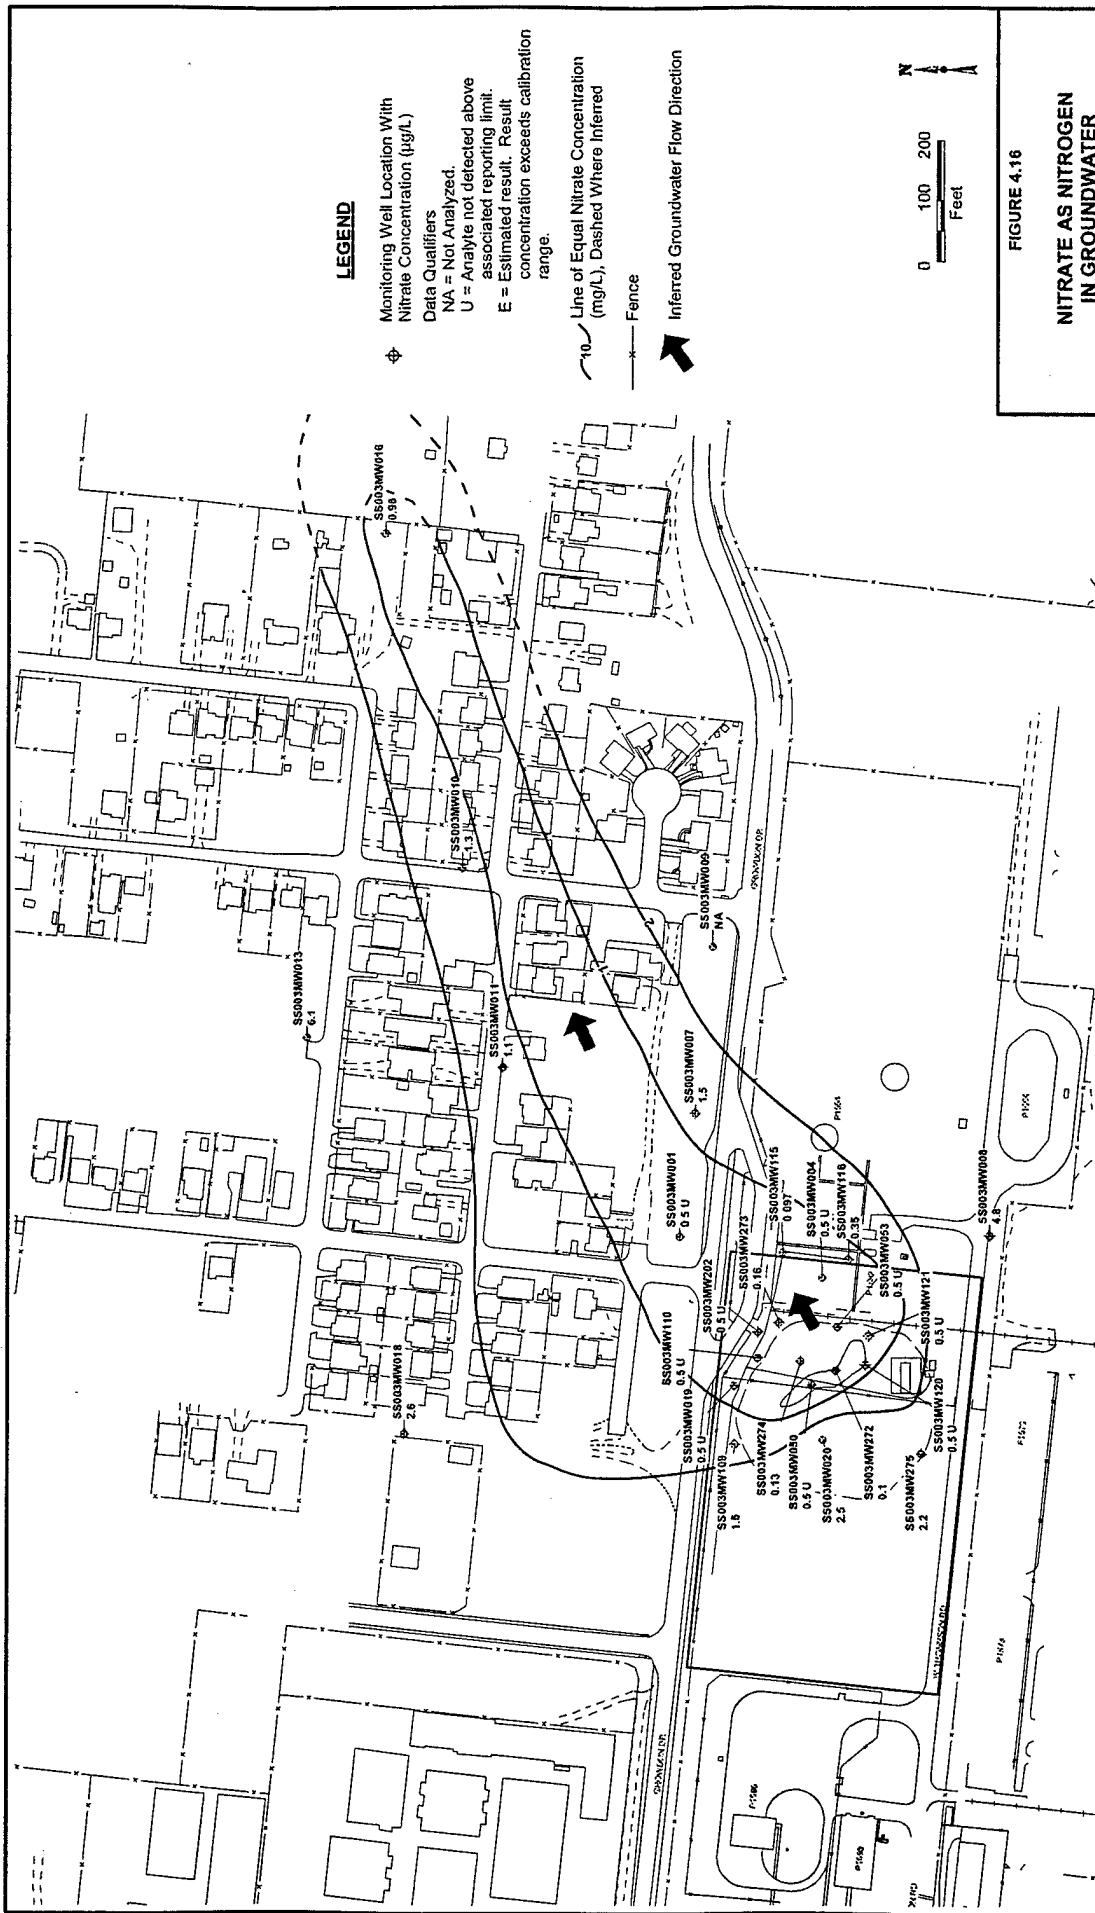 LEGEND
Monitoring Well Location With
Nitrate Concentration (µg/L)
Data Qualifiers
NA = Not Analyzed.
U = Analyte not detected above
associated reporting limit.
E = Estimated result. Result
concentration exceeds calibration
range.
10
Line of Equal Nitrate Concentration
(mg/L), Dashed Where Inferred
Fence
Inferred Groundwater Flow Direction
N
0 100 200
Feet
FIGURE 4.16
NITRATE AS NITROGEN
IN GROUNDWATER
SS003MW016
0.98
SS003MW010
1.3
SS003MW013
6.1
SS003MW011
1.1
SS003MW009
NA
SS003MW007
1.5
SS003MW001
0.5 U
SS003MW018
2.6
SS003MW115
0.097
SS003MW004
0.5 U
SS003MW116
0.35
SS003MW053
0.5 U
SS003MW008
4.8
SS003MW273
0.16
SS003MW202
0.5 U
SS003MW110
0.5 U
SS003MW019
0.5 U
SS003MW121
0.5 U
SS003MW120
0.5 U
SS003MW109
1.6
SS003MW274
0.13
SS003MW050
0.5 U
SS003MW020
2.5
SS003MW272
0.1
SS003MW275
2.2
1
2